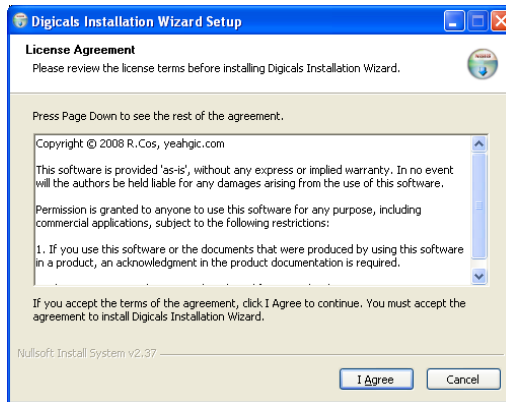 Digicals Installation Wizard Setup
License Agreement
Please review the license terms before installing Digicals Installation Wizard.
Press Page Down to see the rest of the agreement.
Copyright © 2008 R.Cos, yeahgic.com
This software is provided 'as-is', without any express or implied warranty. In no event
will the authors be held liable for any damages arising from the use of this software.
Permission is granted to anyone to use this software for any purpose, including
commercial applications, subject to the following restrictions:
1. If you use this software or the documents that were produced by using this software
in a product, an acknowledgment in the product documentation is required.
If you accept the terms of the agreement, click I Agree to continue. You must accept the
agreement to install Digicals Installation Wizard.
Nullsoft Install System v2.37
I Agree
Cancel